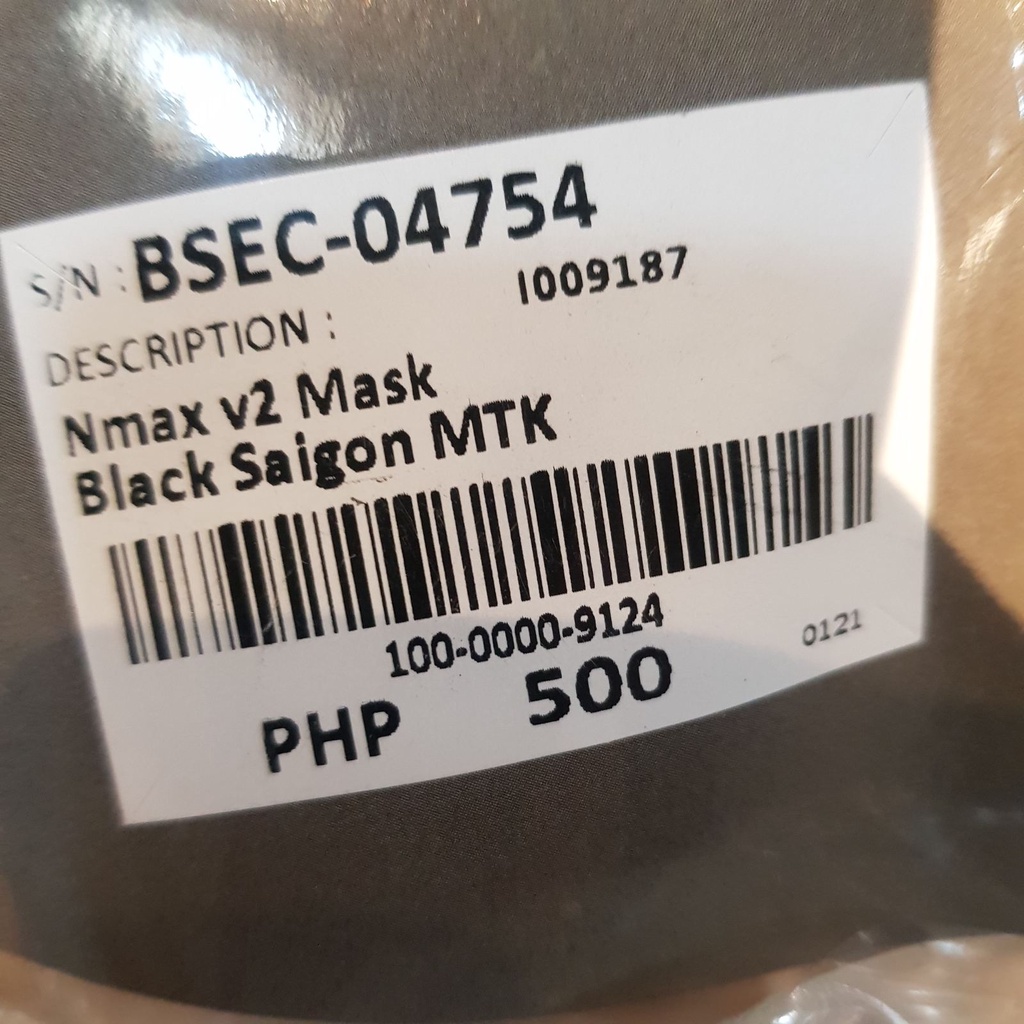 S/N : BSEC-04754
I009187
DESCRIPTION :
Nmax v2 Mask
Black Saigon MTK
100-0000-9124
0121
PHP 500